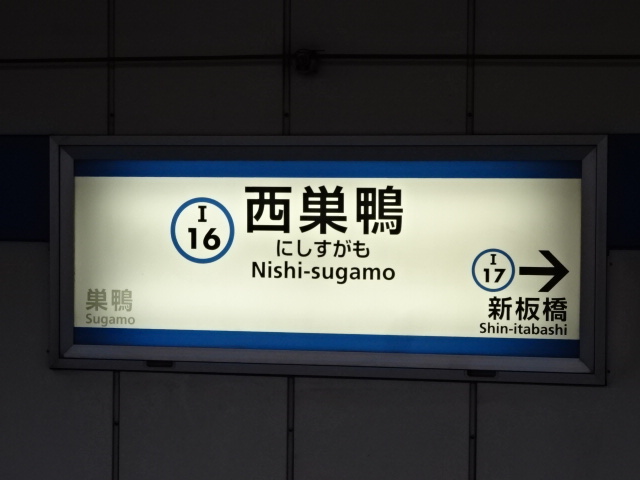 I
16
西巣鴨
にしすがも
Nishi-sugamo
巣鴨
Sugamo
I
17
新板橋
Shin-itabashi